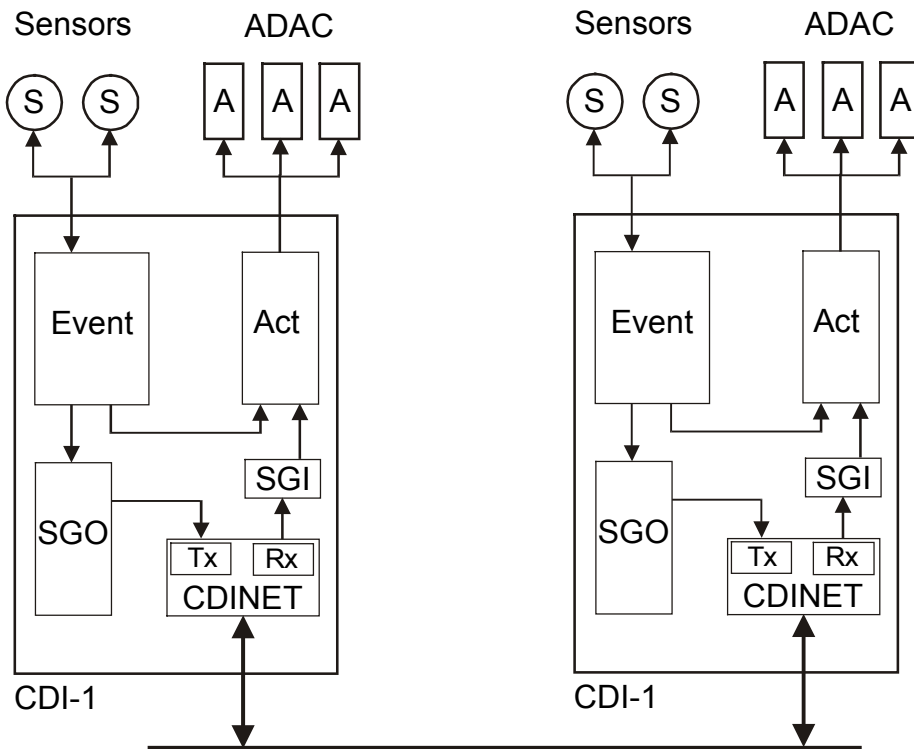 Sensors ADAC
S S A A A
Event Act
SGI
SGO
Tx Rx
CDINET
CDI-1
Sensors ADAC
S S A A A
Event Act
SGI
SGO
Tx Rx
CDINET
CDI-1